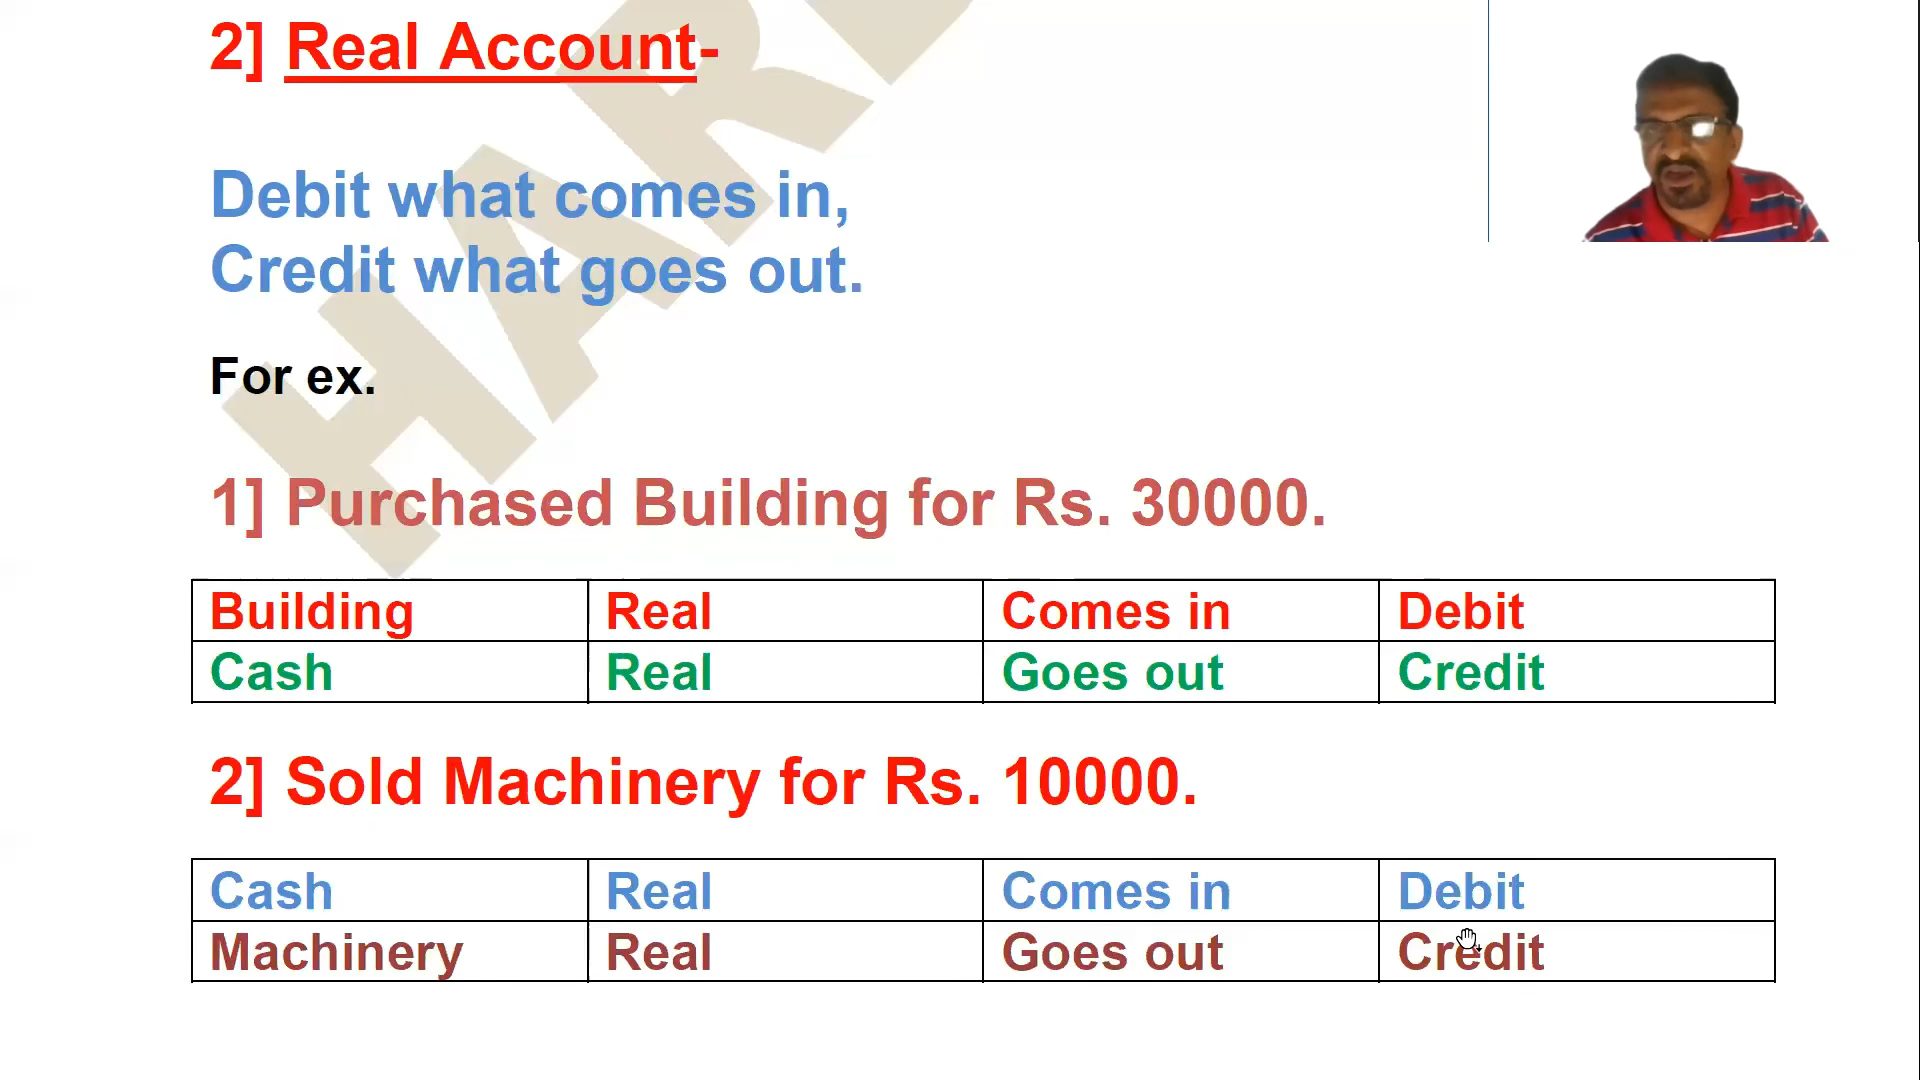 2] Real Account-
Debit what comes in,
Credit what goes out.
For ex.
1] Purchased Building for Rs. 30000.
Building Real Comes in Debit
Cash Real Goes out Credit
2] Sold Machinery for Rs. 10000.
Cash Real Comes in Debit
Machinery Real Goes out Credit